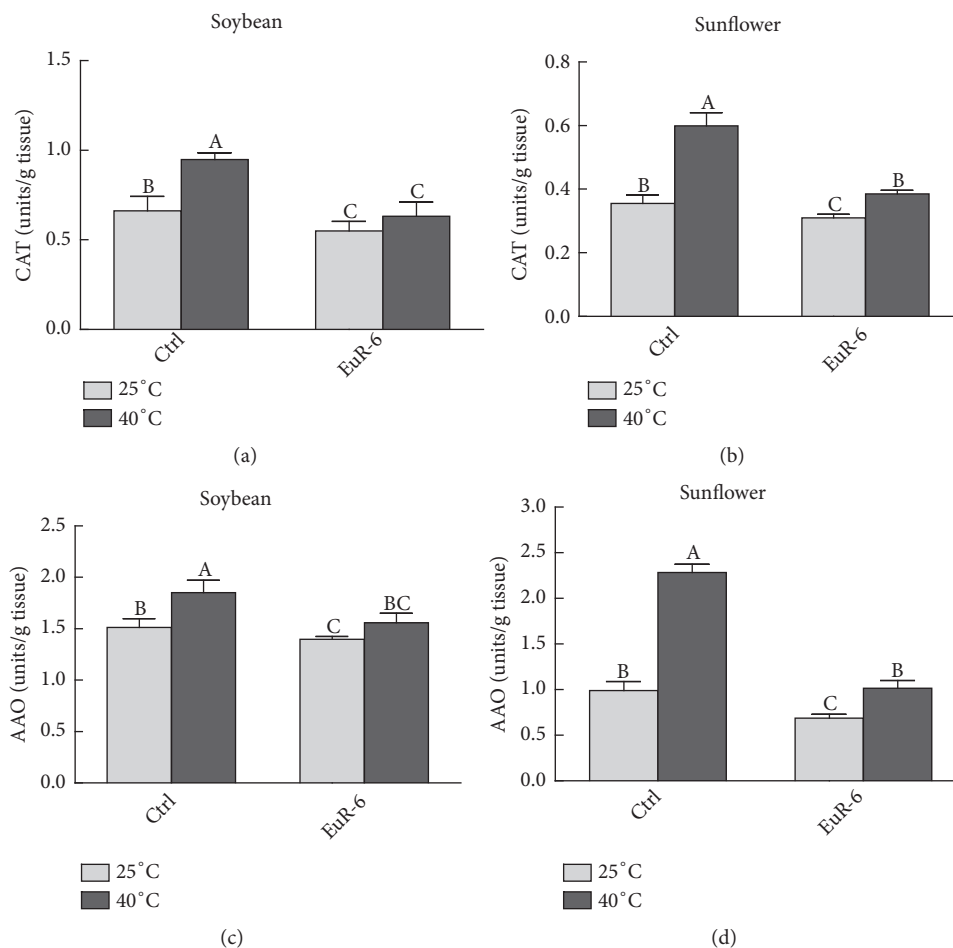 Soybean
CAT (units/g tissue)
1.5
1.0
0.5
0.0
B
A
C
C
Ctrl
EuR-6
25°C
40°C
(a)
Sunflower
CAT (units/g tissue)
0.8
0.6
0.4
0.2
0.0
B
A
C
B
Ctrl
EuR-6
25°C
40°C
(b)
Soybean
AAO (units/g tissue)
2.5
2.0
1.5
1.0
0.5
0.0
B
A
C
BC
Ctrl
EuR-6
25°C
40°C
(c)
Sunflower
AAO (units/g tissue)
3.0
2.5
2.0
1.5
1.0
0.5
0.0
B
A
C
B
Ctrl
EuR-6
25°C
40°C
(d)